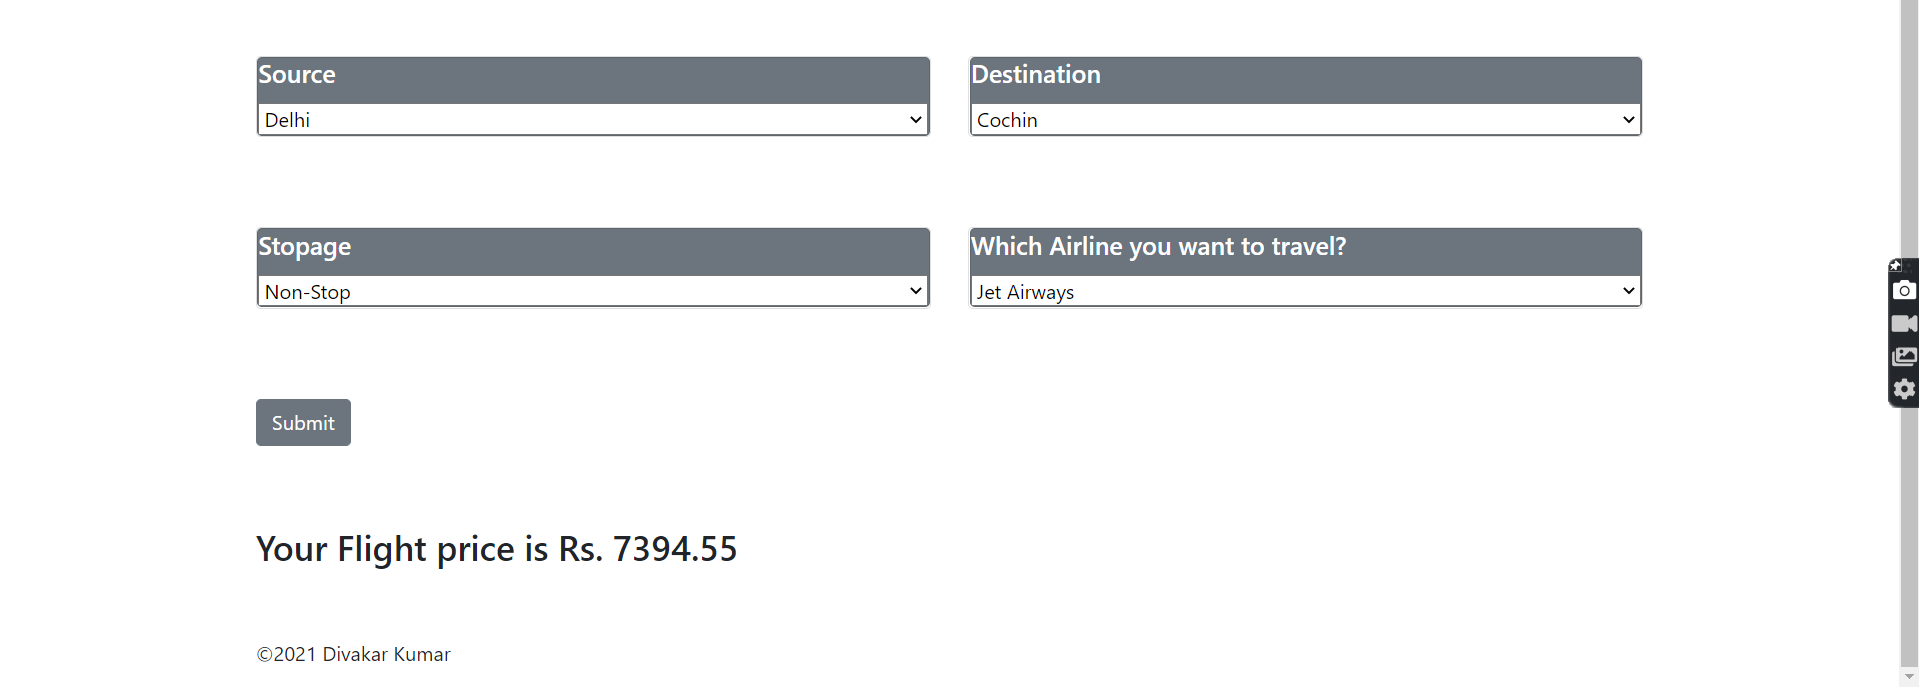 Source
Destination
Delhi
Cochin
Stopage
Which Airline you want to travel?
Non-Stop
Jet Airways
Submit
Your Flight price is Rs. 7394.55
©2021 Divakar Kumar